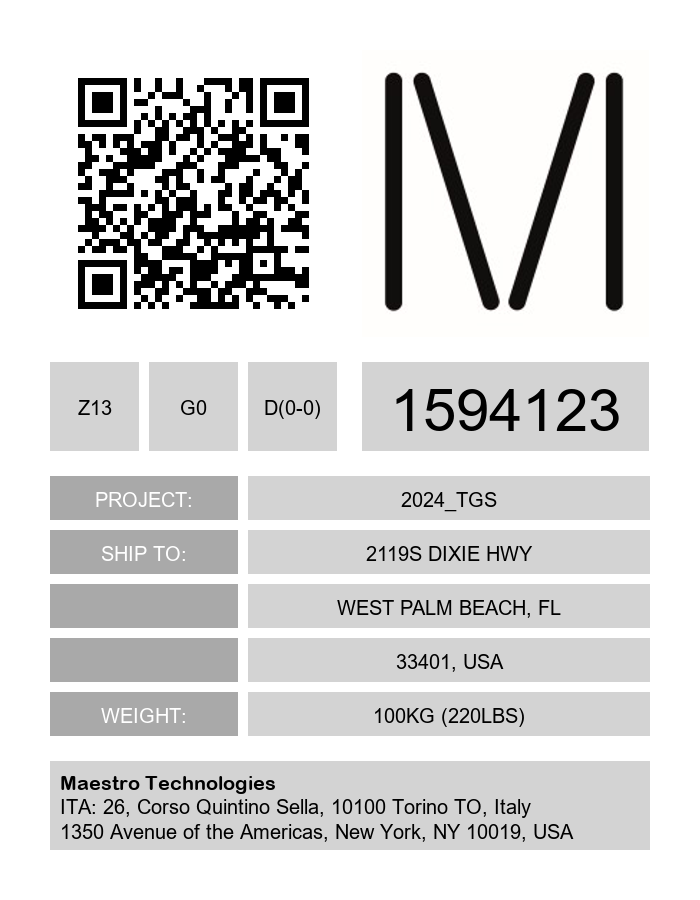 M
Z13 G0 D(0-0) 1594123
PROJECT: 2024_TGS
SHIP TO: 2119S DIXIE HWY
WEST PALM BEACH, FL
33401, USA
WEIGHT: 100KG (220LBS)
Maestro Technologies
ITA: 26, Corso Quintino Sella, 10100 Torino TO, Italy
1350 Avenue of the Americas, New York, NY 10019, USA